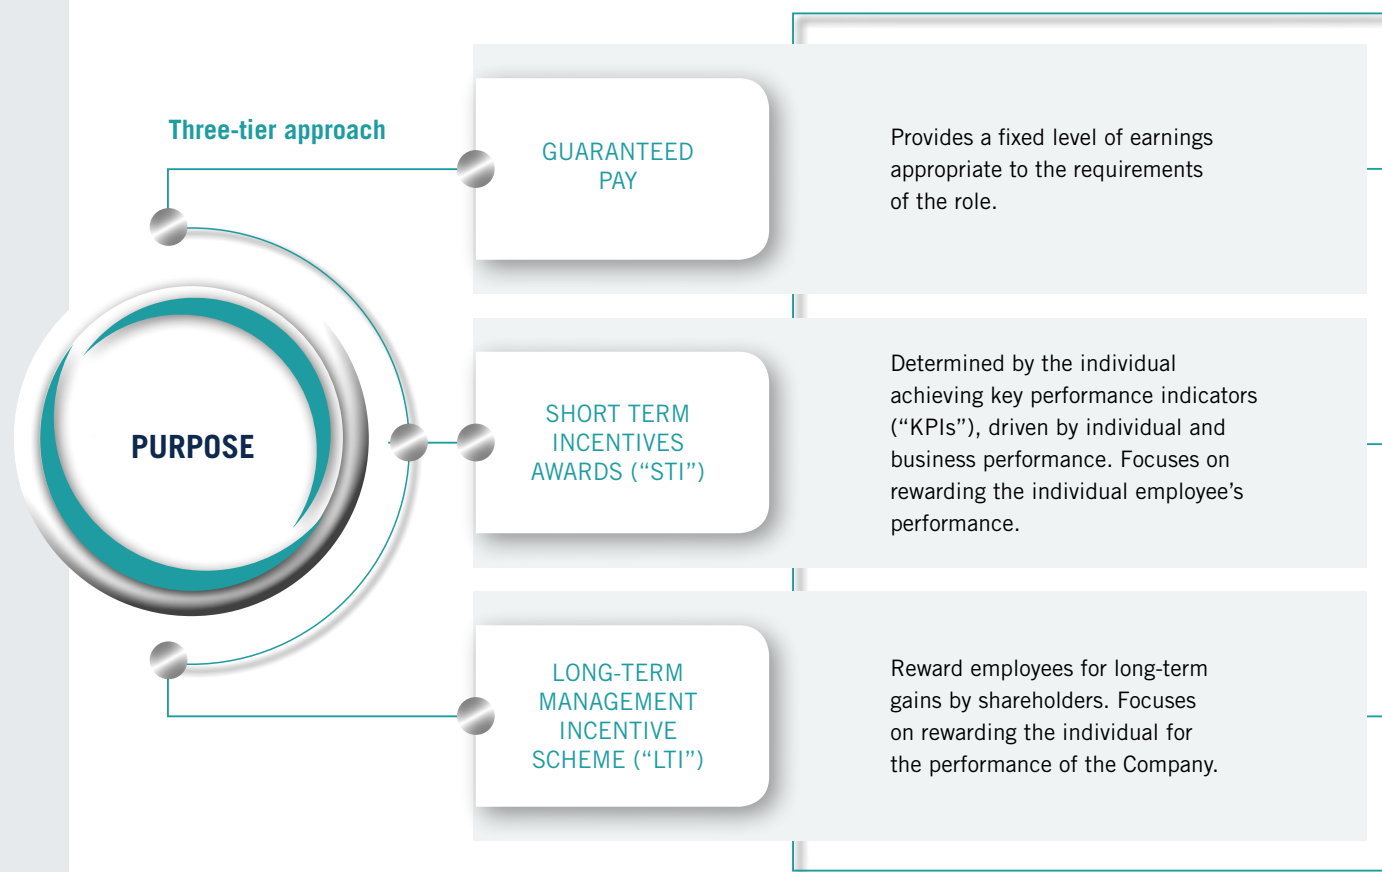 Three-tier approach
PURPOSE
GUARANTEED
PAY
Provides a fixed level of earnings
appropriate to the requirements
of the role.
SHORT TERM
INCENTIVES
AWARDS (“STI”)
Determined by the individual
achieving key performance indicators
(“KPIs”), driven by individual and
business performance. Focuses on
rewarding the individual employee’s
performance.
LONG-TERM
MANAGEMENT
INCENTIVE
SCHEME (“LTI”)
Reward employees for long-term
gains by shareholders. Focuses
on rewarding the individual for
the performance of the Company.